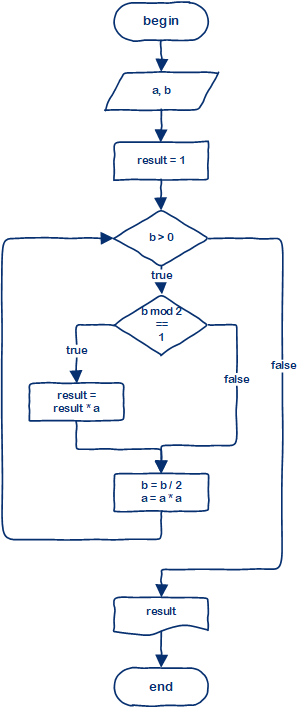 begin
a, b
result = 1
b > 0
true
b mod 2
==
1
true
false
false
result =
result * a
b = b / 2
a = a * a
result
end